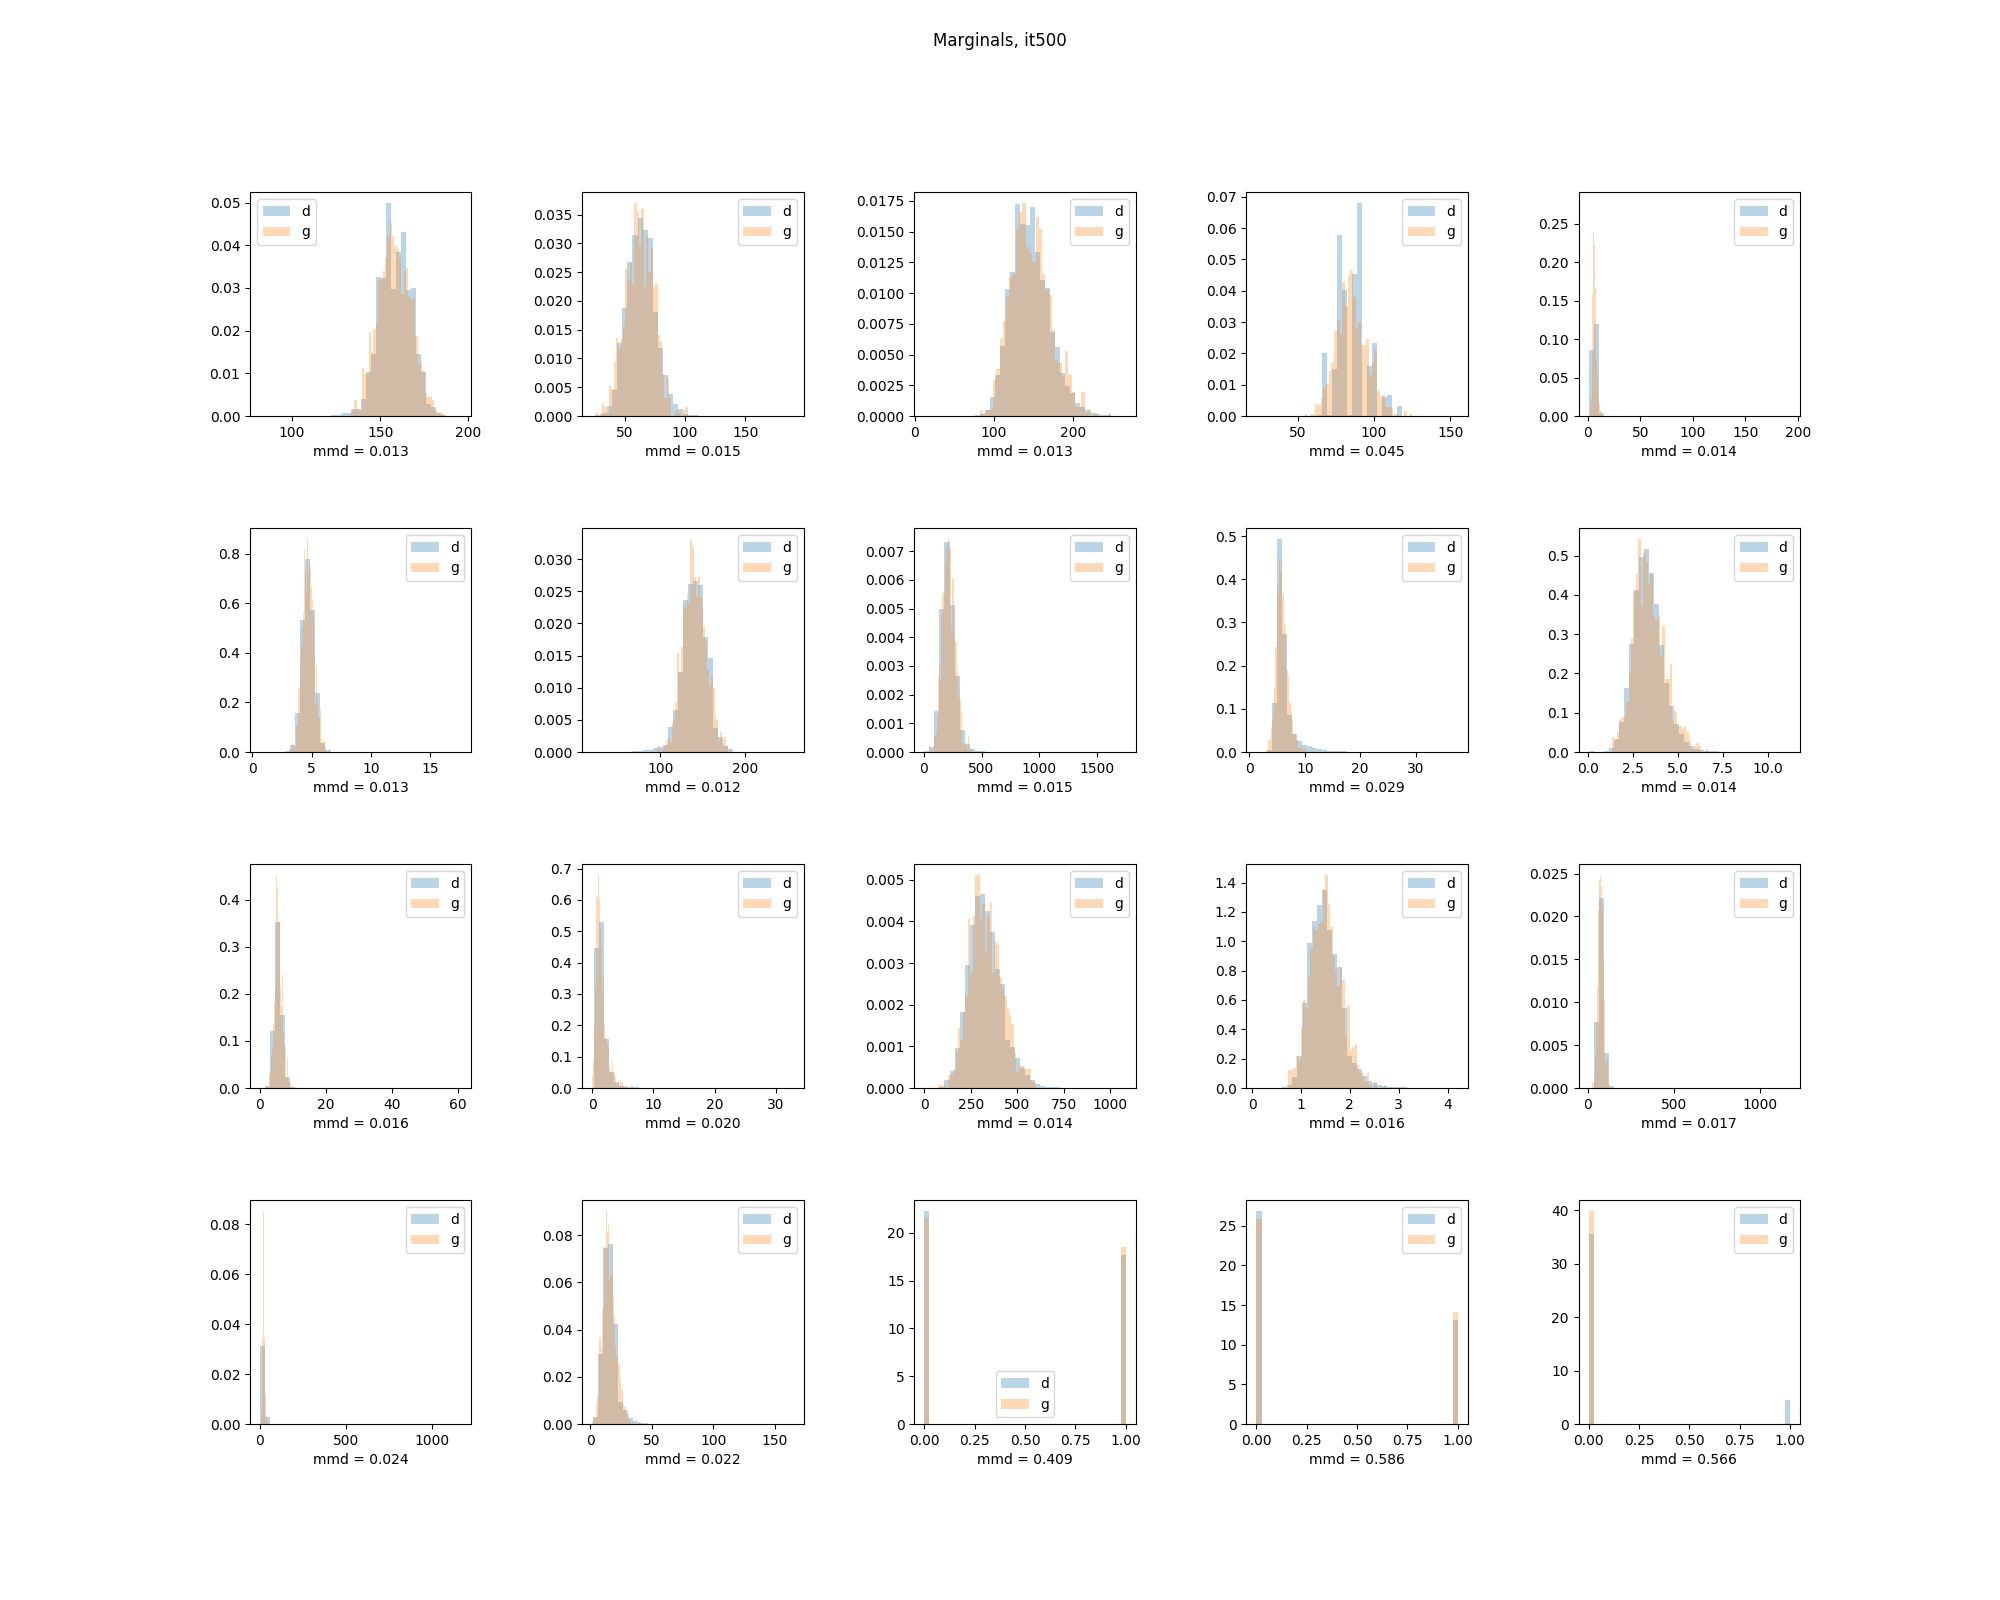 Marginals, it500
0.05
0.04
0.03
0.02
0.01
0.00
100 150 200
d
g
mmd = 0.013
0.035
0.030
0.025
0.020
0.015
0.010
0.005
0.000
50 100 150
d
g
mmd = 0.015
0.0175
0.0150
0.0125
0.0100
0.0075
0.0050
0.0025
0.0000
0 100 200
d
g
mmd = 0.013
0.07
0.06
0.05
0.04
0.03
0.02
0.01
0.00
50 100 150
d
g
mmd = 0.045
0.25
0.20
0.15
0.10
0.05
0.00
0 50 100 150 200
d
g
mmd = 0.014
0.8
0.6
0.4
0.2
0.0
0 5 10 15
d
g
mmd = 0.013
0.030
0.025
0.020
0.015
0.010
0.005
0.000
100 200
d
g
mmd = 0.012
0.007
0.006
0.005
0.004
0.003
0.002
0.001
0.000
0 500 1000 1500
d
g
mmd = 0.015
0.5
0.4
0.3
0.2
0.1
0.0
0 10 20 30
d
g
mmd = 0.029
0.5
0.4
0.3
0.2
0.1
0.0
0.0 2.5 5.0 7.5 10.0
d
g
mmd = 0.014
0.4
0.3
0.2
0.1
0.0
0 20 40 60
d
g
mmd = 0.016
0.7
0.6
0.5
0.4
0.3
0.2
0.1
0.0
0 10 20 30
d
g
mmd = 0.020
0.005
0.004
0.003
0.002
0.001
0.000
0 250 500 750 1000
d
g
mmd = 0.014
1.4
1.2
1.0
0.8
0.6
0.4
0.2
0.0
0 1 2 3 4
d
g
mmd = 0.016
0.025
0.020
0.015
0.010
0.005
0.000
0 500 1000
d
g
mmd = 0.017
0.08
0.06
0.04
0.02
0.00
0 500 1000
d
g
mmd = 0.024
0.08
0.06
0.04
0.02
0.00
0 50 100 150
d
g
mmd = 0.022
20
15
10
5
0
0.00 0.25 0.50 0.75 1.00
d
g
mmd = 0.409
25
20
15
10
5
0
0.00 0.25 0.50 0.75 1.00
d
g
mmd = 0.586
40
30
20
10
0
0.00 0.25 0.50 0.75 1.00
d
g
mmd = 0.566